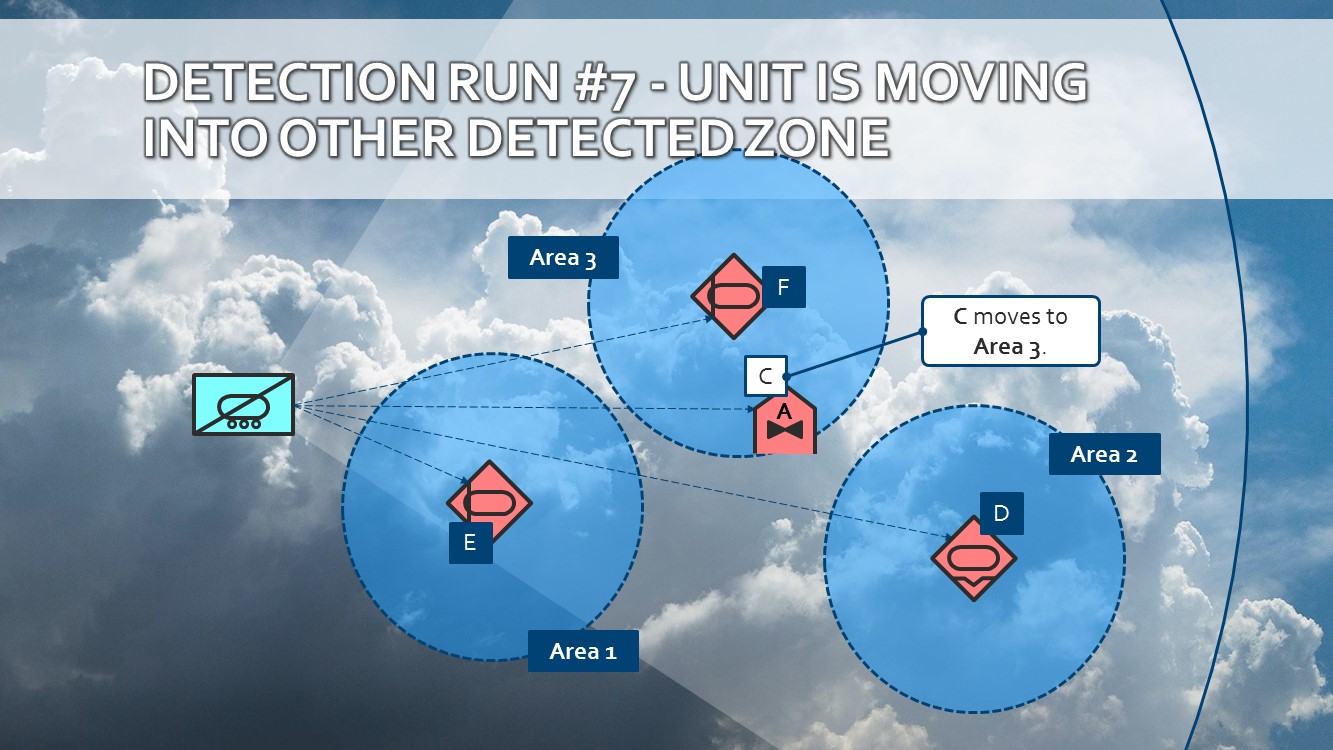 DETECTION RUN #7 - UNIT IS MOVING
INTO OTHER DETECTED ZONE
Area 3
F
C moves to
Area 3.
C
A
Area 2
D
E
Area 1